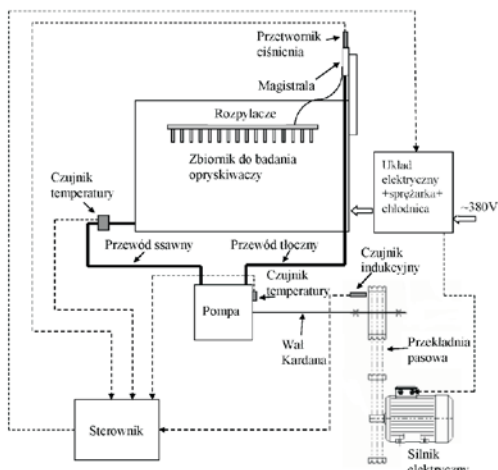 Przetwornik
ciśnienia
Magistrala
Rozpylacze
Zbiornik do badania
opryskiwaczy
Czujnik
temperatury
Układ
elektryczny
+sprężarka+
chłodnica
~380V
Przewód ssawny
Przewód tłoczny
Czujnik
indukcyjny
Czujnik
temperatury
Pompa
Wał
Kardana
Przekładnia
pasowa
Sterownik
Silnik
elektryczny